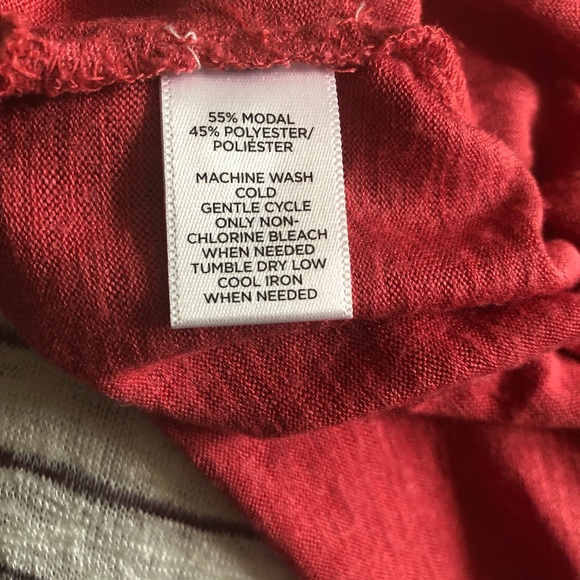 55% MODAL
45% POLYESTER/
POLIÉSTER
MACHINE WASH
COLD
GENTLE CYCLE
ONLY NON-
CHLORINE BLEACH
WHEN NEEDED
TUMBLE DRY LOW
COOL IRON
WHEN NEEDED